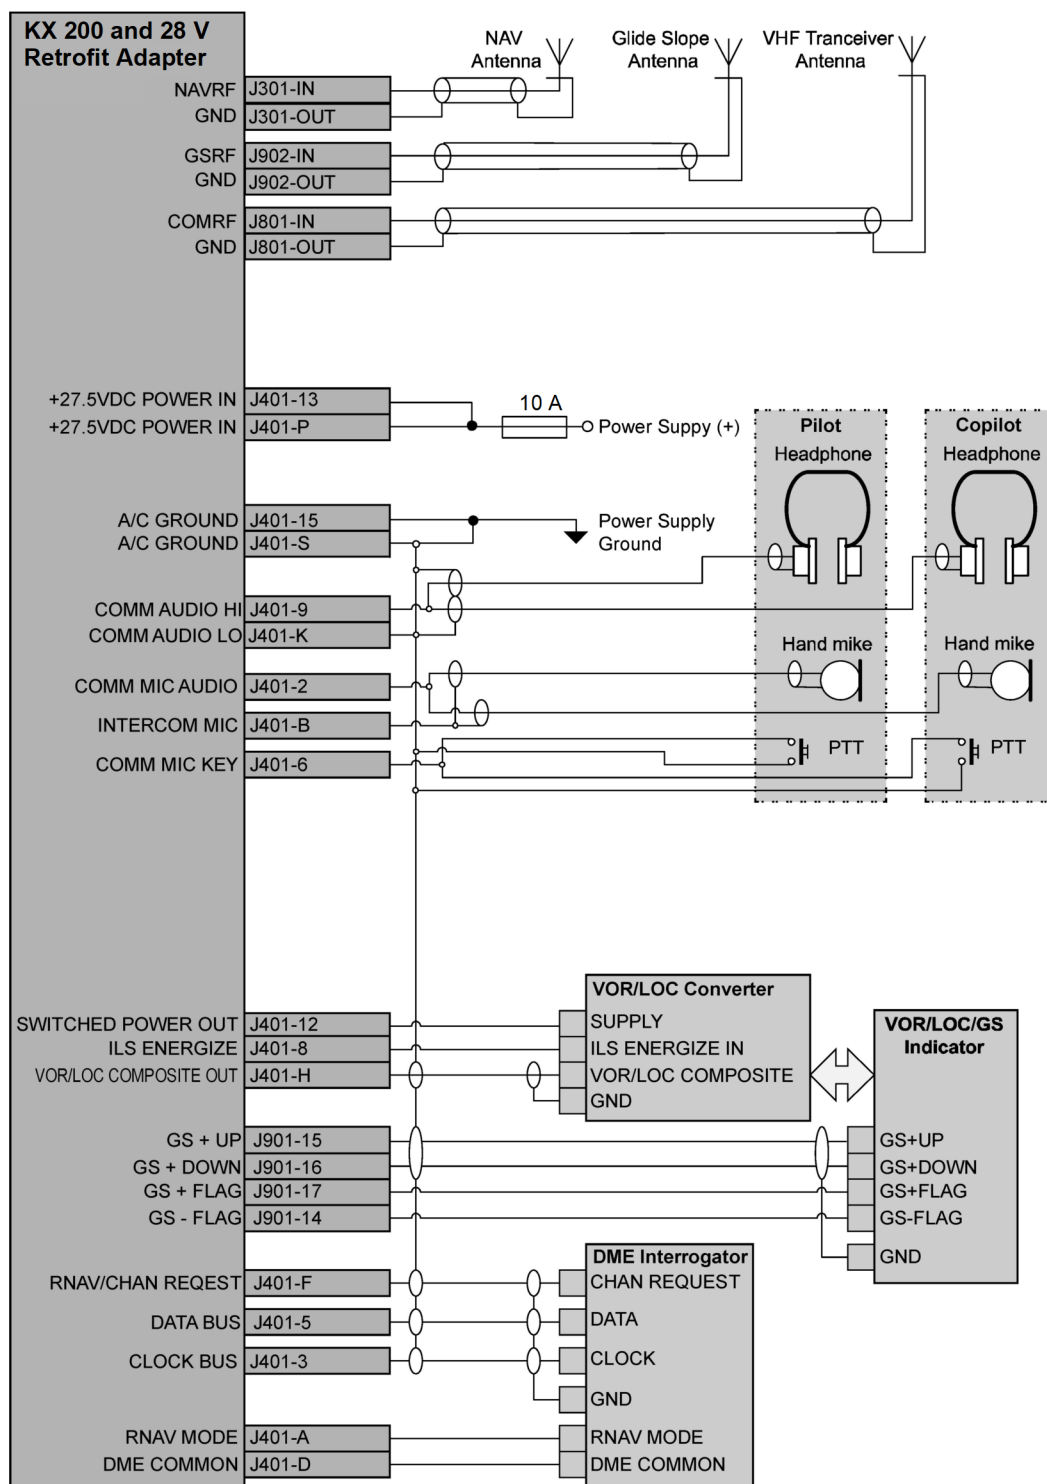 KX 200 and 28 V
Retrofit Adapter
NAV
Antenna
Glide Slope
Antenna
VHF Tranceiver
Antenna
NAVRF J301-IN
GND J301-OUT
GSRF J902-IN
GND J902-OUT
COMRF J801-IN
GND J801-OUT
+27.5VDC POWER IN J401-13
+27.5VDC POWER IN J401-P
10 A
Power Suppy (+)
A/C GROUND J401-15
A/C GROUND J401-S
Power Supply
Ground
Pilot
Headphone
Copilot
Headphone
COMM AUDIO HI J401-9
COMM AUDIO LO J401-K
COMM MIC AUDIO J401-2
INTERCOM MIC J401-B
COMM MIC KEY J401-6
Hand mike
Hand mike
PTT
PTT
SWITCHED POWER OUT J401-12
ILS ENERGIZE J401-8
VOR/LOC COMPOSITE OUT J401-H
VOR/LOC Converter
SUPPLY
ILS ENERGIZE IN
VOR/LOC COMPOSITE
GND
VOR/LOC/GS
Indicator
GS + UP J901-15
GS + DOWN J901-16
GS + FLAG J901-17
GS - FLAG J901-14
GS+UP
GS+DOWN
GS+FLAG
GS-FLAG
GND
DME Interrogator
RNAV/CHAN REQEST J401-F
DATA BUS J401-5
CLOCK BUS J401-3
CHAN REQUEST
DATA
CLOCK
GND
RNAV MODE J401-A
DME COMMON J401-D
RNAV MODE
DME COMMON